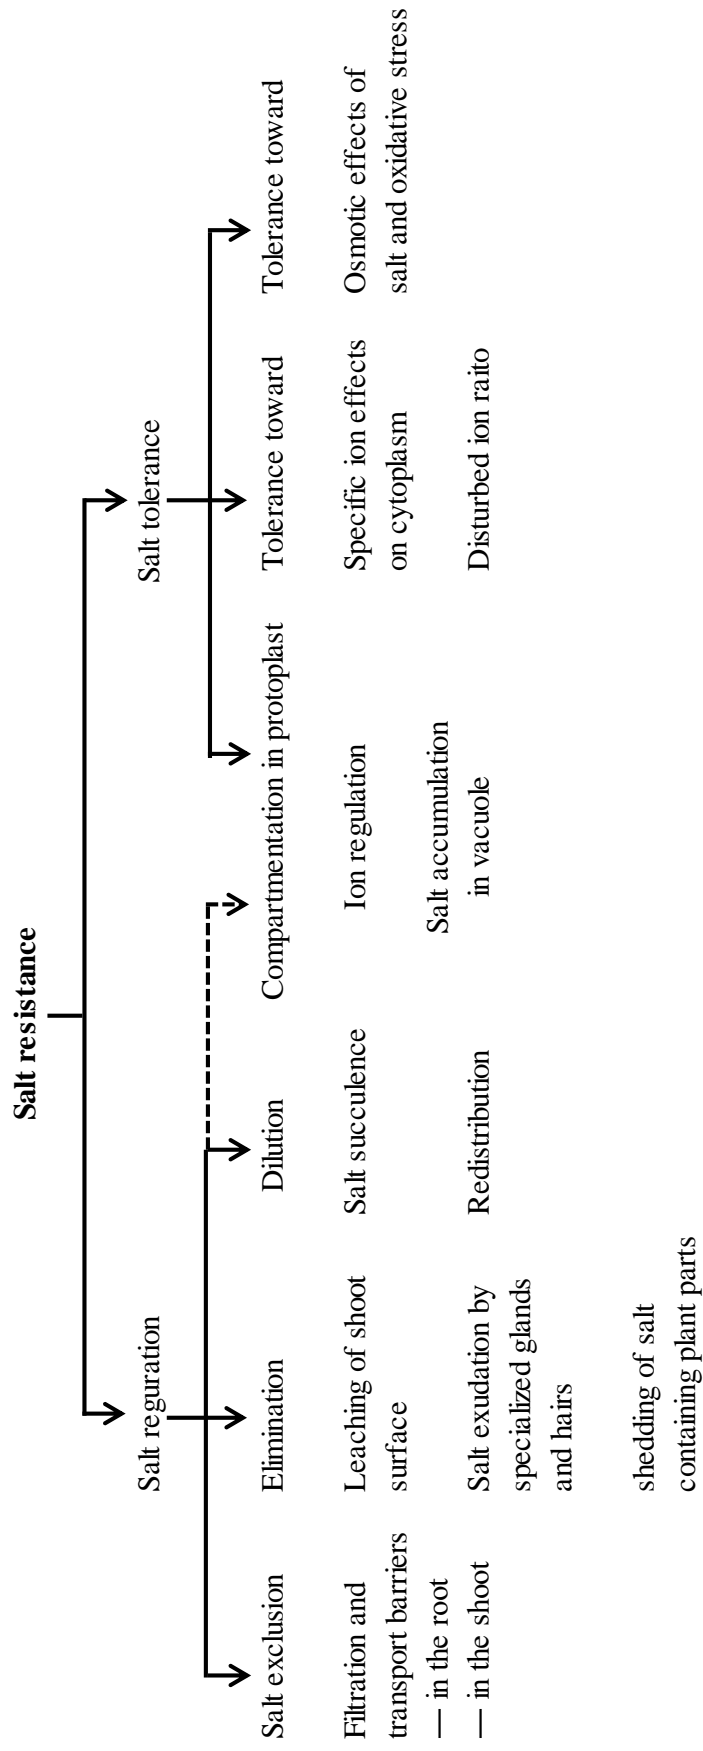 Salt resistance
Salt reguration
Salt tolerance
Salt exclusion
Elimination
Dilution
Compartmentation in protoplast
Tolerance toward
Tolerance toward
Filtration and
transport barriers
— in the root
— in the shoot
Leaching of shoot
surface
Salt exudation by
specialized glands
and hairs
shedding of salt
containing plant parts
Salt succulence
Redistribution
Ion regulation
Salt accumulation
in vacuole
Specific ion effects
on cytoplasm
Disturbed ion raito
Osmotic effects of
salt and oxidative stress